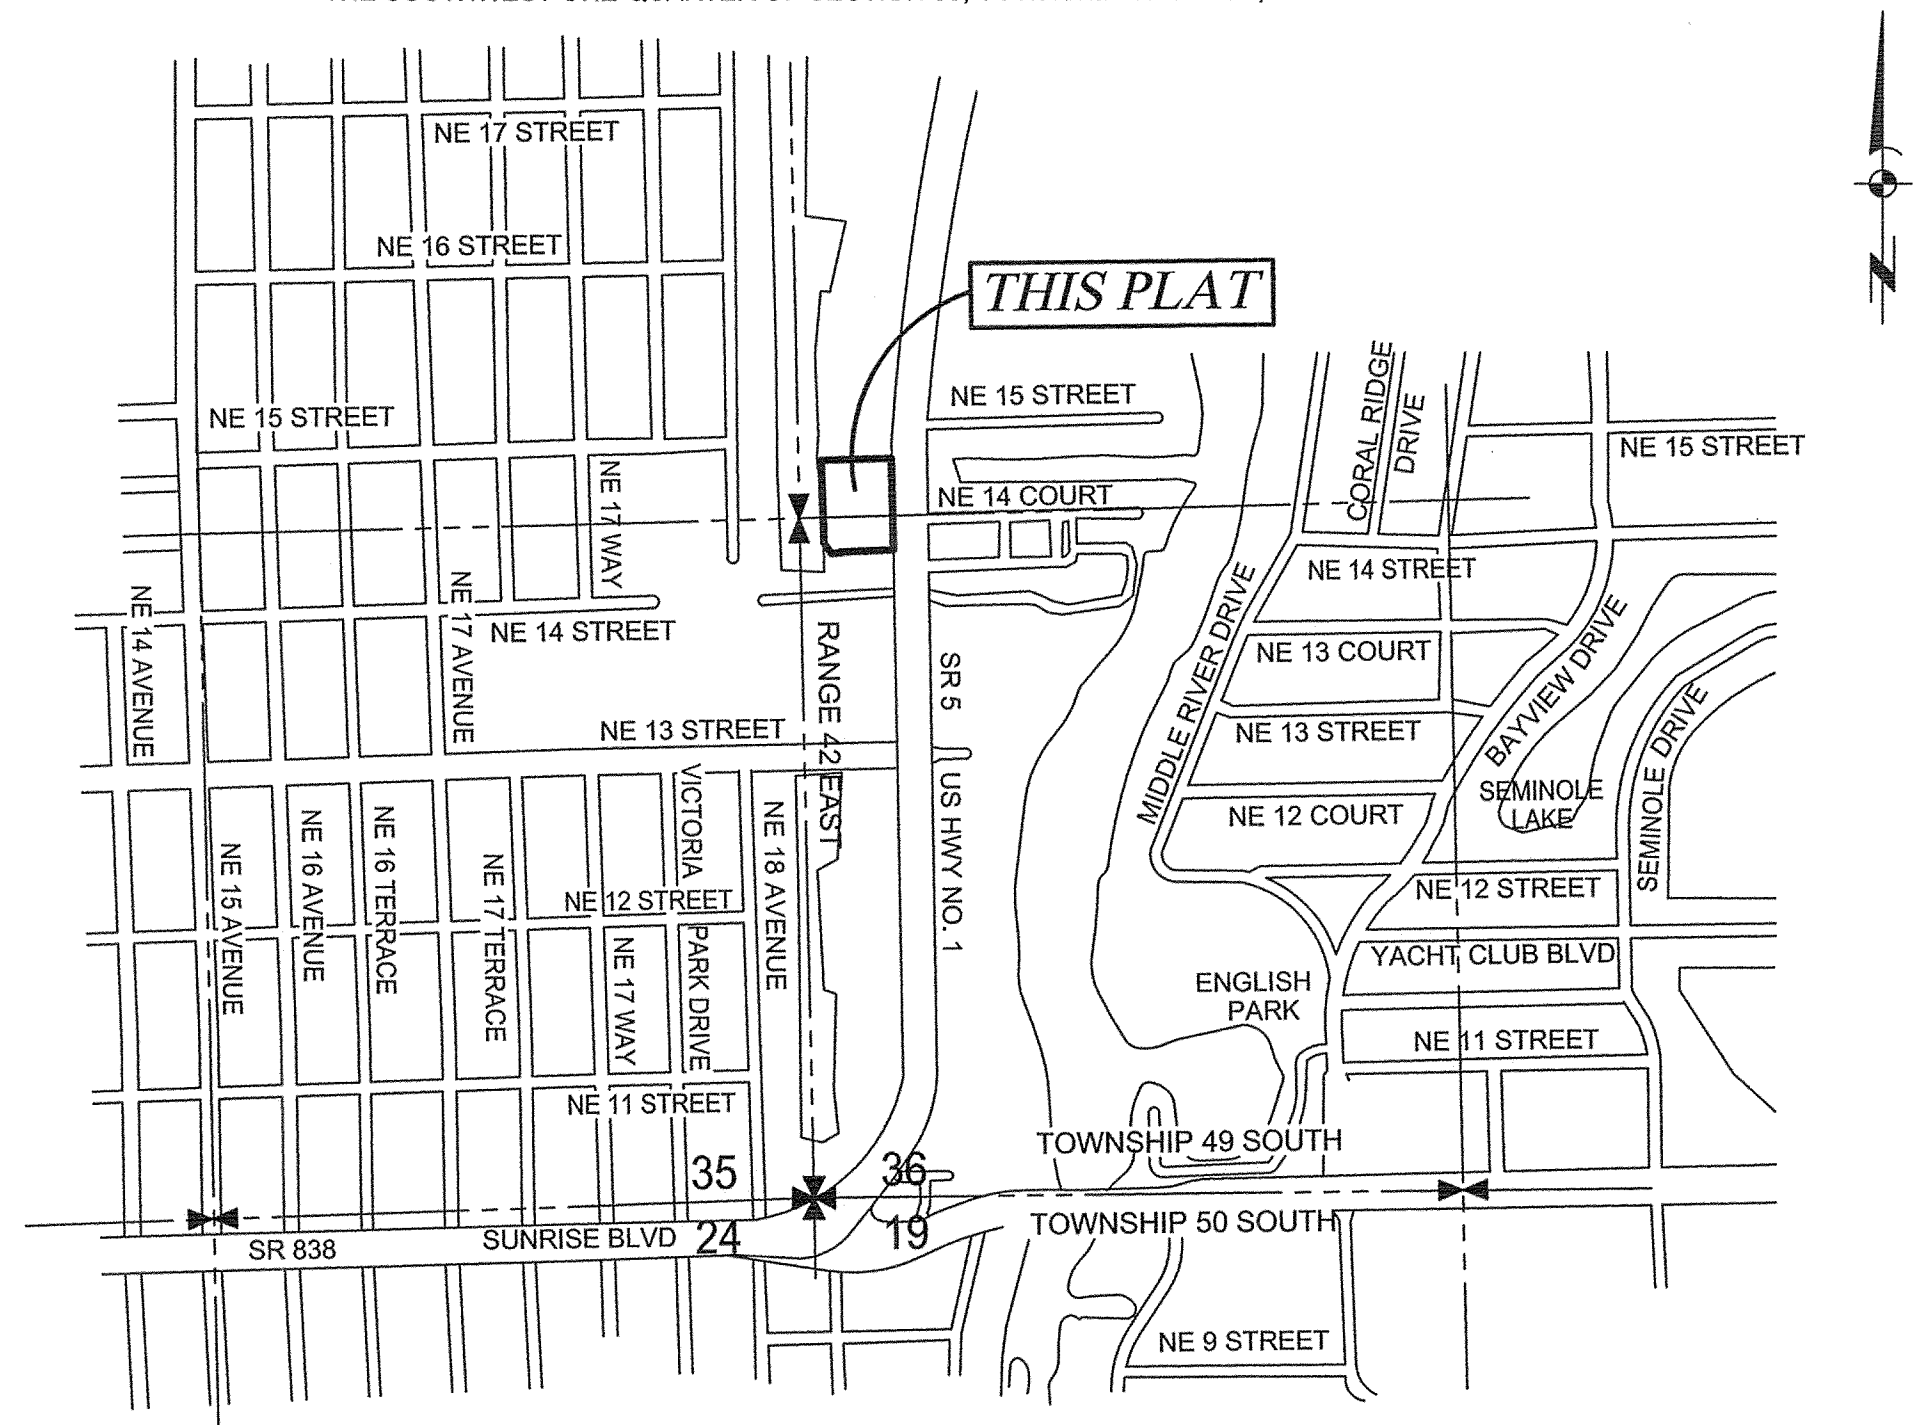 NE 17 STREET
NE 16 STREET
THIS PLAT
NE 15 STREET
NE 15 STREET
CORAL RIDGE
DRIVE
NE 15 STREET
NE 17 WAY
NE 14 COURT
NE 14 STREET
NE 14 AVENUE
NE 17 AVENUE
NE 14 STREET
RANGE 42 EAST
SR 5
US HWY NO. 1
MIDDLE RIVER DRIVE
NE 13 COURT
BAYVIEW DRIVE
NE 13 STREET
NE 13 STREET
SEMINOLE DRIVE
SEMINOLE
LAKE
NE 12 COURT
VICTORIA
PARK DRIVE
NE 18 AVENUE
NE 16 AVENUE
NE 16 TERRACE
NE 15 AVENUE
NE 17 TERRACE
NE 12 STREET
NE 12 STREET
NE 17 WAY
YACHT CLUB BLVD
ENGLISH
PARK
NE 11 STREET
NE 11 STREET
TOWNSHIP 49 SOUTH
35
36
TOWNSHIP 50 SOUTH
SR 838
SUNRISE BLVD
24
19
NE 9 STREET
N